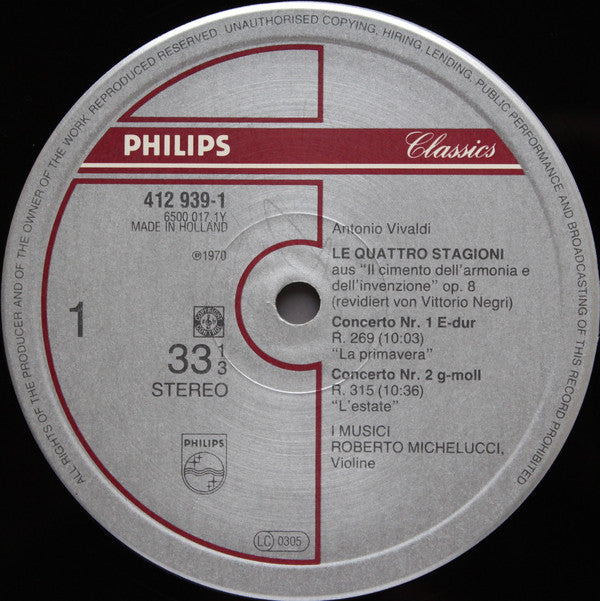 ALL RIGHTS OF THE PRODUCER AND OF THE OWNER OF THE WORK REPRODUCED RESERVED. UNAUTHORISED COPYING, HIRING, LENDING, PUBLIC PERFORMANCE AND BROADCASTING OF THIS RECORD PROHIBITED
PHILIPS
Classics
412 939-1
6500 017.1Y
MADE IN HOLLAND
℗1970
1
33 1/3
STEREO
PHILIPS
LC 0305
Antonio Vivaldi
LE QUATTRO STAGIONI
aus "Il cimento dell'armonia e
dell'invenzione" op. 8
(revidiert von Vittorio Negri)
Concerto Nr. 1 E-dur
R. 269 (10:03)
"La primavera"
Concerto Nr. 2 g-moll
R. 315 (10:36)
"L'estate"
I MUSICI
ROBERTO MICHELUCCI,
Violine